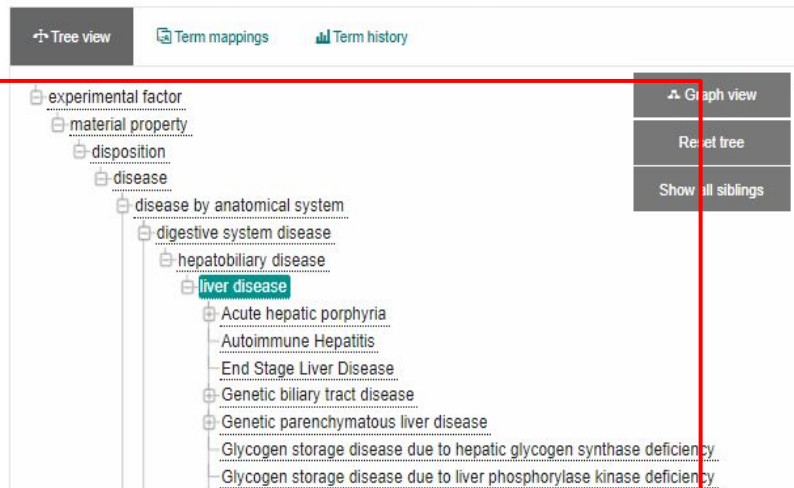 Tree view
Term mappings
Term history
experimental factor
Graph view
material property
Reset tree
disposition
disease
Show all siblings
disease by anatomical system
digestive system disease
hepatobiliary disease
liver disease
Acute hepatic porphyria
Autoimmune Hepatitis
End Stage Liver Disease
Genetic biliary tract disease
Genetic parenchymatous liver disease
Glycogen storage disease due to hepatic glycogen synthase deficiency
Glycogen storage disease due to liver phosphorylase kinase deficiency